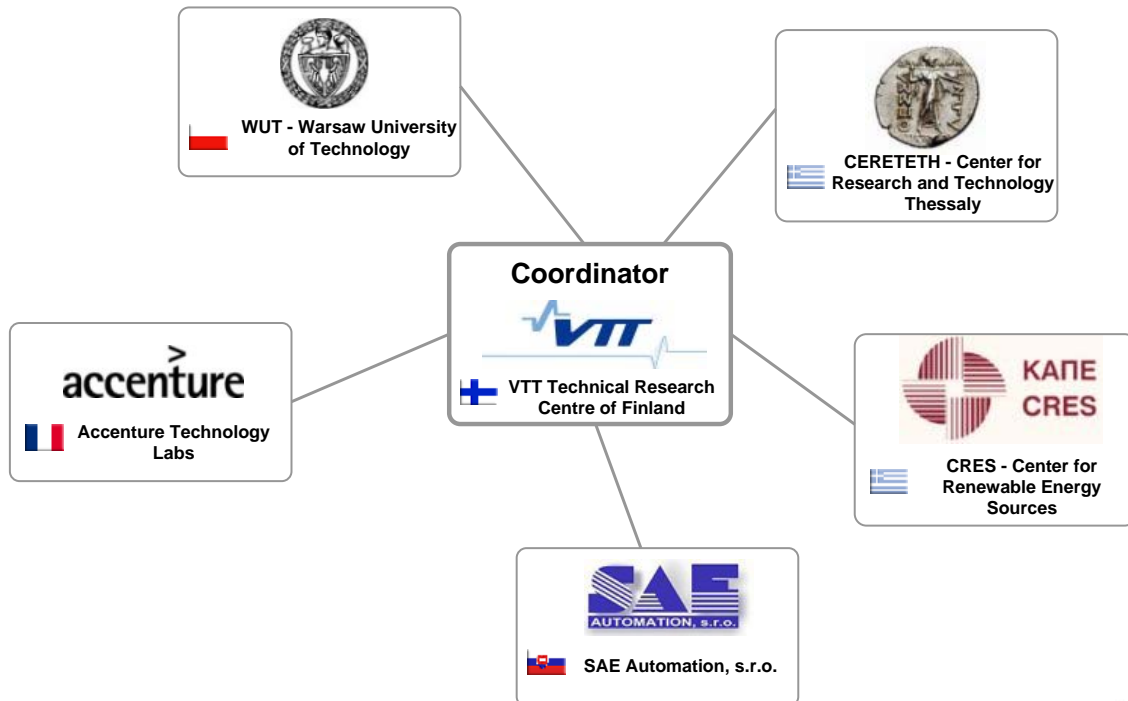 WUT - Warsaw University
of Technology
CERETETH - Center for
Research and Technology
Thessaly
Coordinator
VTT
VTT Technical Research
Centre of Finland
>
accenture
Accenture Technology
Labs
ΚΑΠΕ
CRES
CRES - Center for
Renewable Energy
Sources
SAE
AUTOMATION, s.r.o.
SAE Automation, s.r.o.